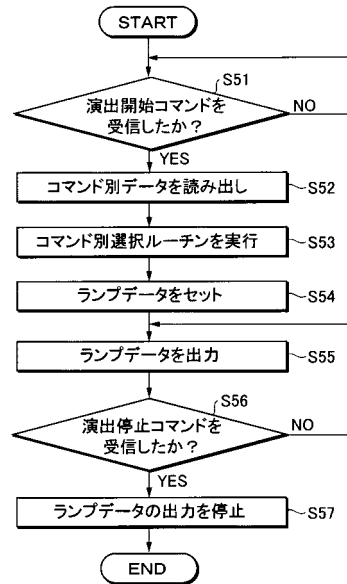 START
S51
演出開始コマンドを
受信したか？
NO
YES
コマンド別データを読み出し
S52
コマンド別選択ルーチンを実行
S53
ランプデータをセット
S54
ランプデータを出力
S55
S56
演出停止コマンドを
受信したか？
NO
YES
ランプデータの出力を停止
S57
END